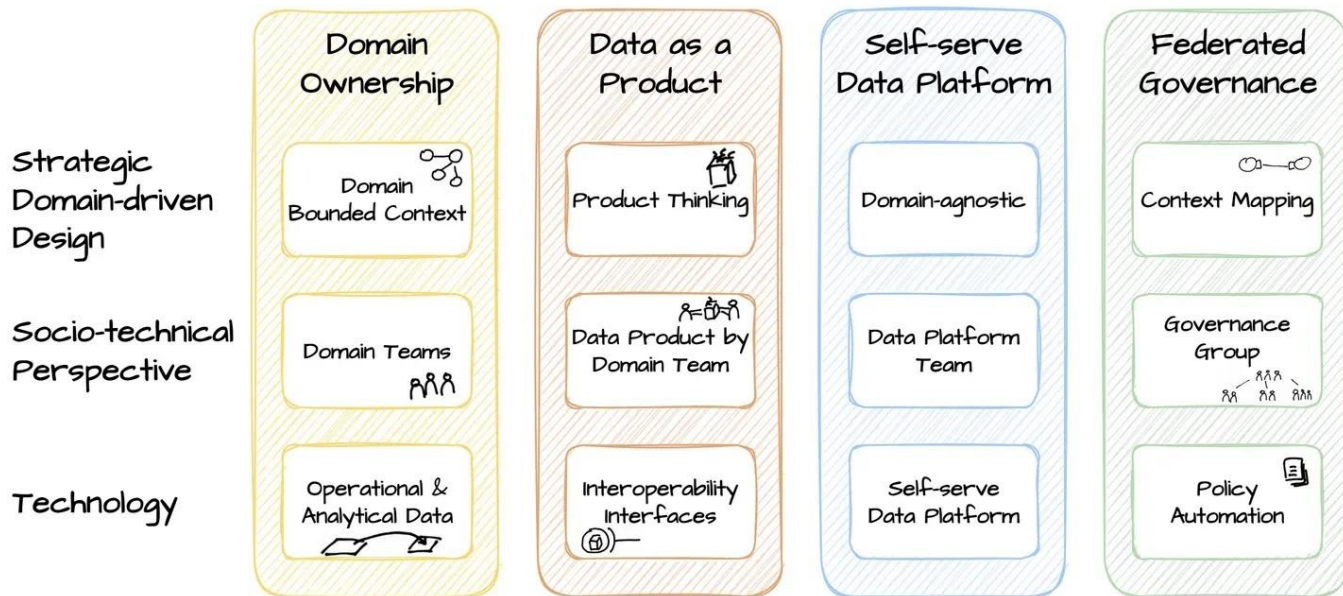 Domain
Ownership
Data as a
Product
Self-serve
Data Platform
Federated
Governance
Strategic
Domain-driven
Design
Domain
Bounded Context
Product Thinking
Domain-agnostic
Context Mapping
Socio-technical
Perspective
Domain Teams
Data Product by
Domain Team
Data Platform
Team
Governance
Group
Technology
Operational &
Analytical Data
Interoperability
Interfaces
Self-serve
Data Platform
Policy
Automation